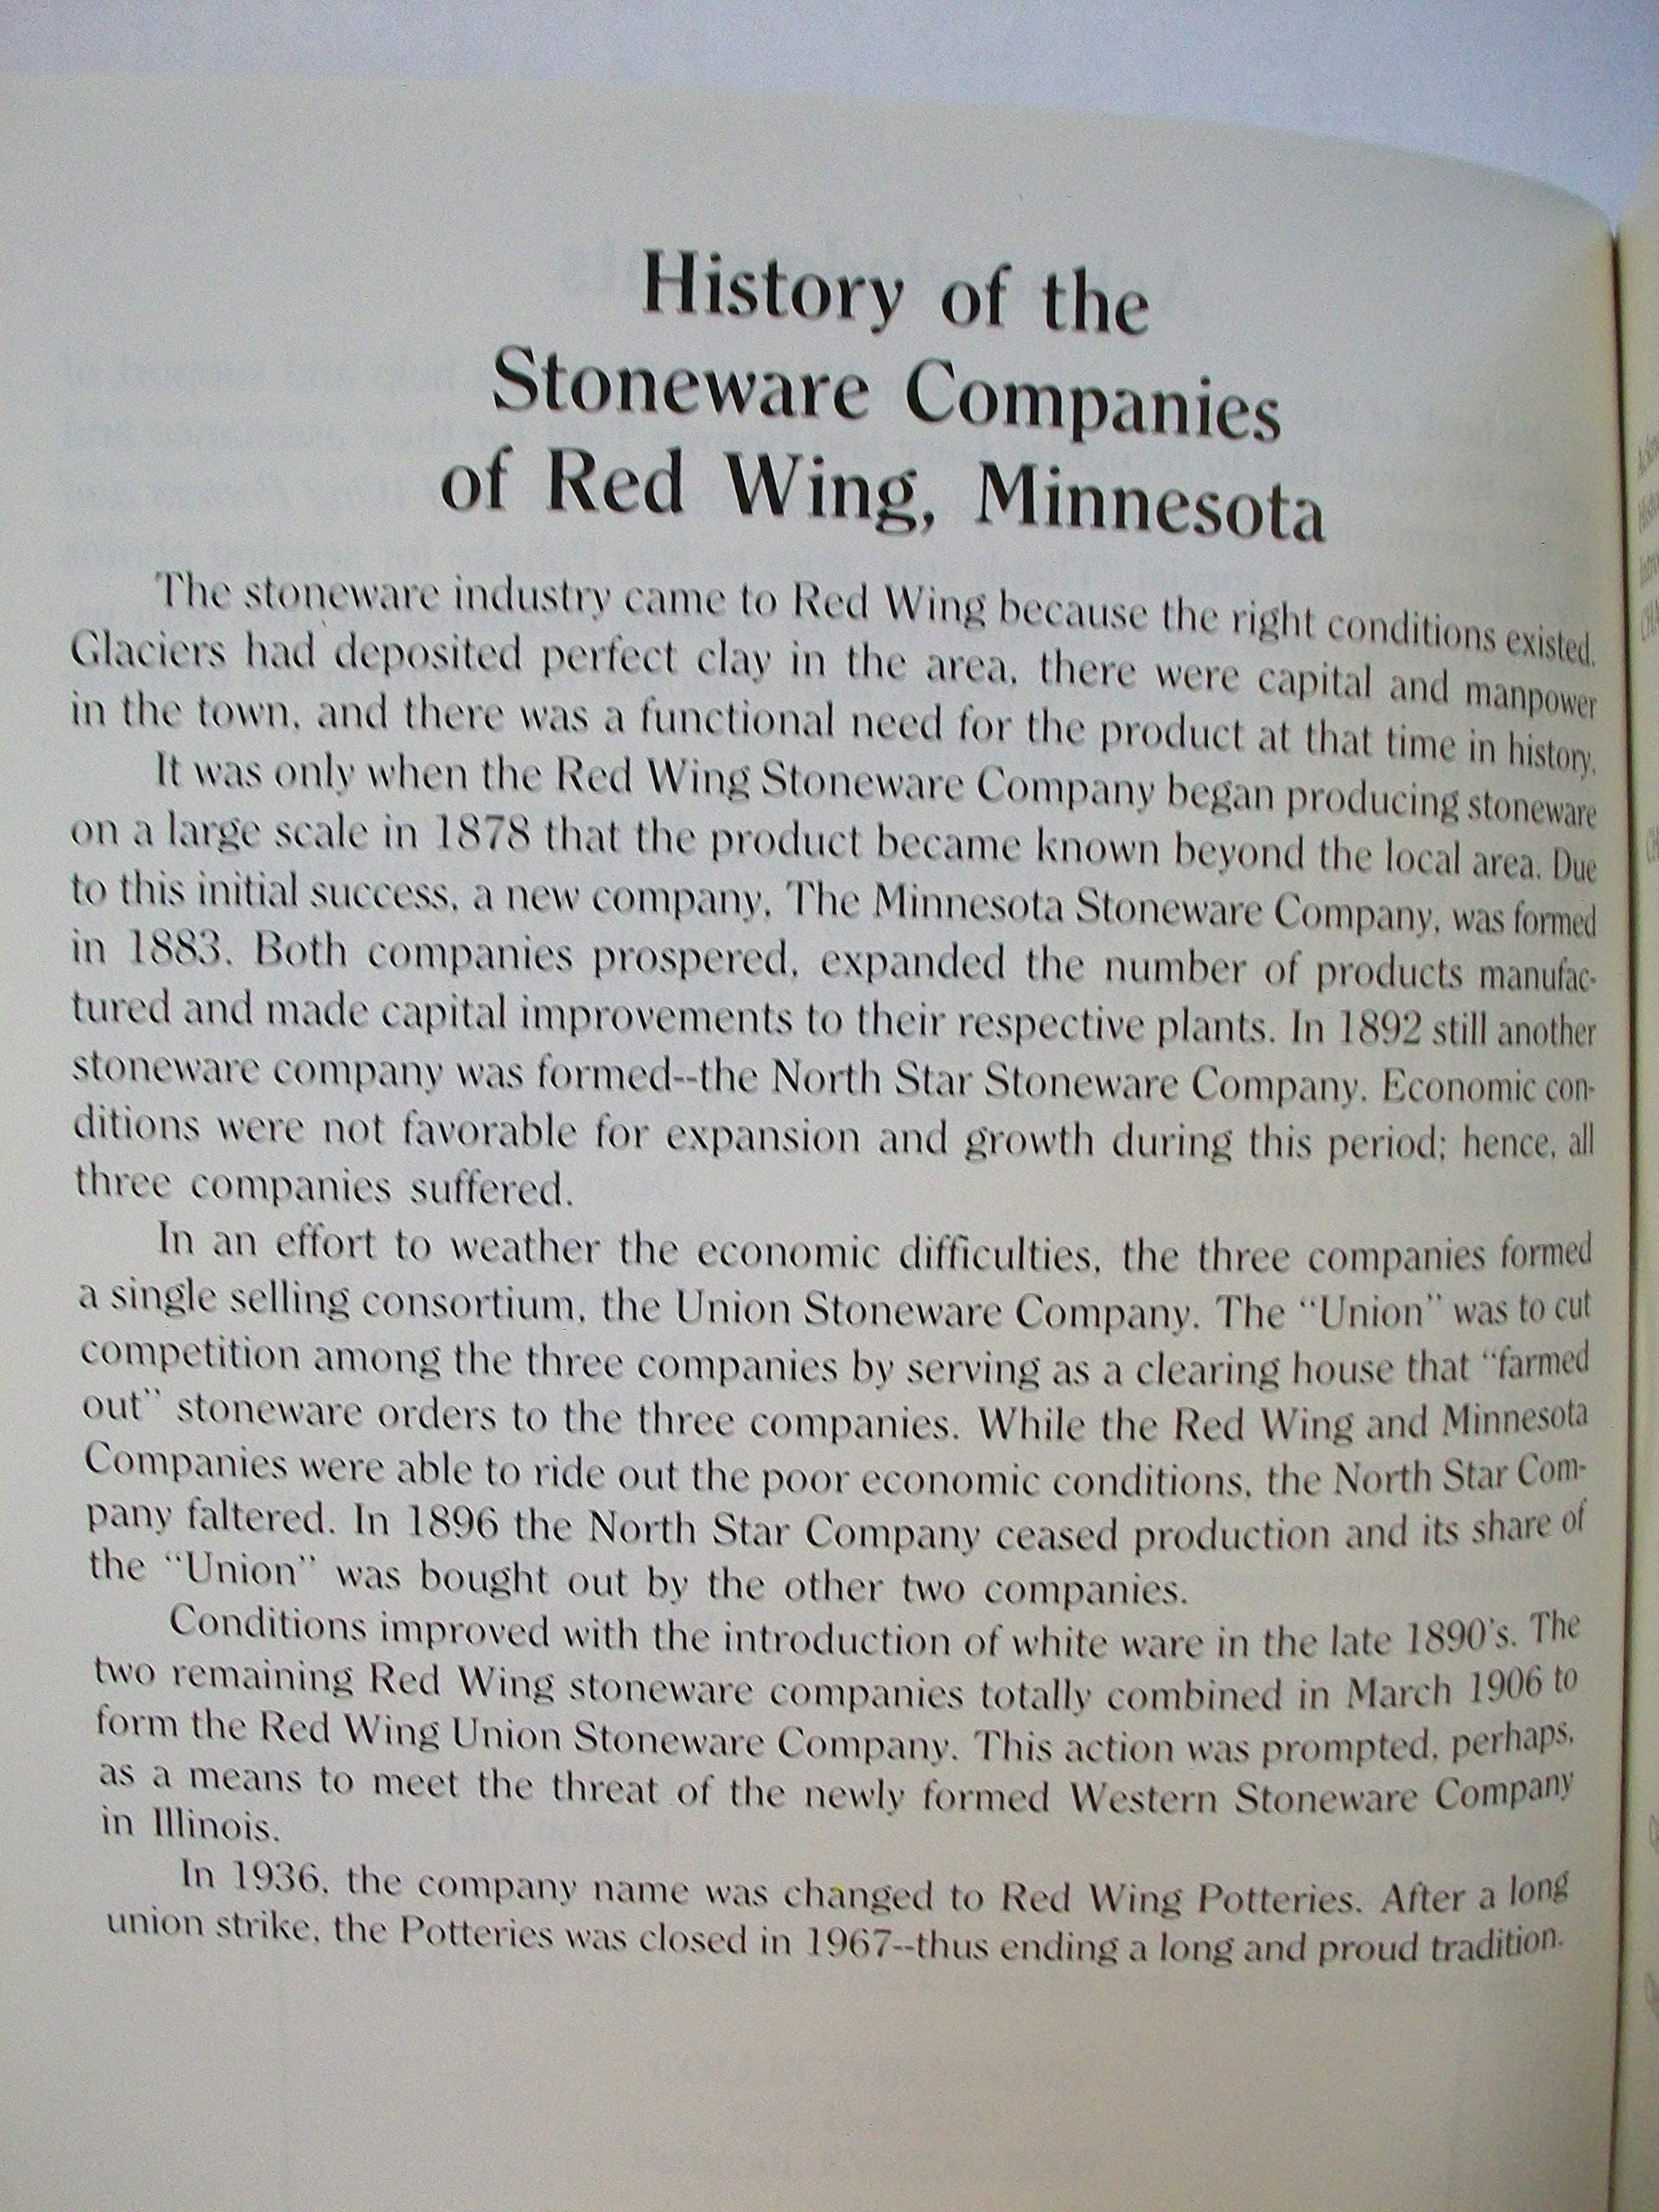 History of the
Stoneware Companies
of Red Wing, Minnesota
The stoneware industry came to Red Wing because the right conditions existed.
Glaciers had deposited perfect clay in the area, there were capital and manpower
in the town, and there was a functional need for the product at that time in history.
It was only when the Red Wing Stoneware Company began producing stoneware
on a large scale in 1878 that the product became known beyond the local area. Due
to this initial success, a new company, The Minnesota Stoneware Company, was formed
in 1883. Both companies prospered, expanded the number of products manufac-
tured and made capital improvements to their respective plants. In 1892 still another
stoneware company was formed--the North Star Stoneware Company. Economic con-
ditions were not favorable for expansion and growth during this period; hence, all
three companies suffered.
In an effort to weather the economic difficulties, the three companies formed
a single selling consortium, the Union Stoneware Company. The “Union” was to cut
competition among the three companies by serving as a clearing house that “farmed
out” stoneware orders to the three companies. While the Red Wing and Minnesota
Companies were able to ride out the poor economic conditions, the North Star Com-
pany faltered. In 1896 the North Star Company ceased production and its share of
the “Union” was bought out by the other two companies.
Conditions improved with the introduction of white ware in the late 1890's. The
two remaining Red Wing stoneware companies totally combined in March 1906 to
form the Red Wing Union Stoneware Company. This action was prompted, perhaps,
as a means to meet the threat of the newly formed Western Stoneware Company
in Illinois.
In 1936, the company name was changed to Red Wing Potteries. After a long
union strike, the Potteries was closed in 1967--thus ending a long and proud tradition.